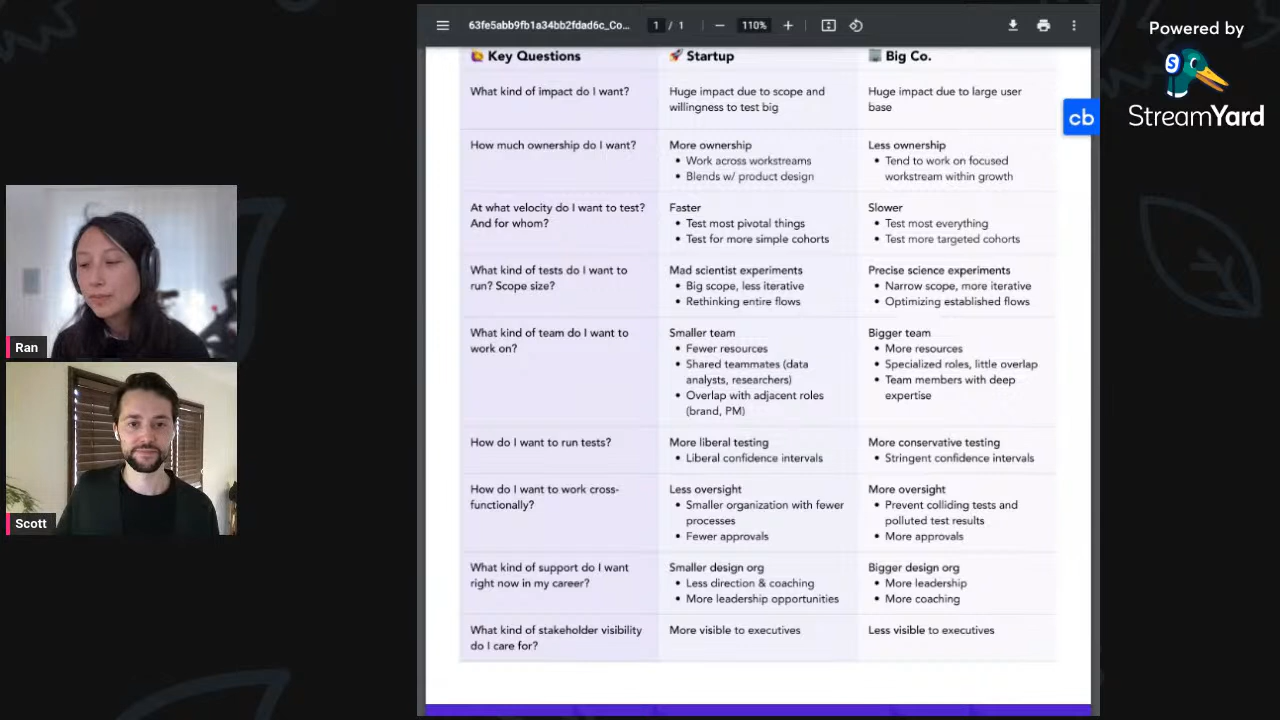 63fe5abb9fb1a34bb2fdad6c_Co...
1 / 1
110%
Powered by
S
StreamYard
cb
Key Questions
Startup
Big Co.
What kind of impact do I want?
Huge impact due to scope and
willingness to test big
Huge impact due to large user
base
How much ownership do I want?
More ownership
• Work across workstreams
• Blends w/ product design
Less ownership
• Tend to work on focused
workstream within growth
At what velocity do I want to test?
And for whom?
Faster
• Test most pivotal things
• Test for more simple cohorts
Slower
• Test most everything
• Test more targeted cohorts
What kind of tests do I want to
run? Scope size?
Mad scientist experiments
• Big scope, less iterative
• Rethinking entire flows
Precise science experiments
• Narrow scope, more iterative
• Optimizing established flows
What kind of team do I want to
work on?
Smaller team
• Fewer resources
• Shared teammates (data
analysts, researchers)
• Overlap with adjacent roles
(brand, PM)
Bigger team
• More resources
• Specialized roles, little overlap
• Team members with deep
expertise
How do I want to run tests?
More liberal testing
• Liberal confidence intervals
More conservative testing
• Stringent confidence intervals
How do I want to work cross-
functionally?
Less oversight
• Smaller organization with fewer
processes
• Fewer approvals
More oversight
• Prevent colliding tests and
polluted test results
• More approvals
What kind of support do I want
right now in my career?
Smaller design org
• Less direction & coaching
• More leadership opportunities
Bigger design org
• More leadership
• More coaching
What kind of stakeholder visibility
do I care for?
More visible to executives
Less visible to executives
Ran
Scott